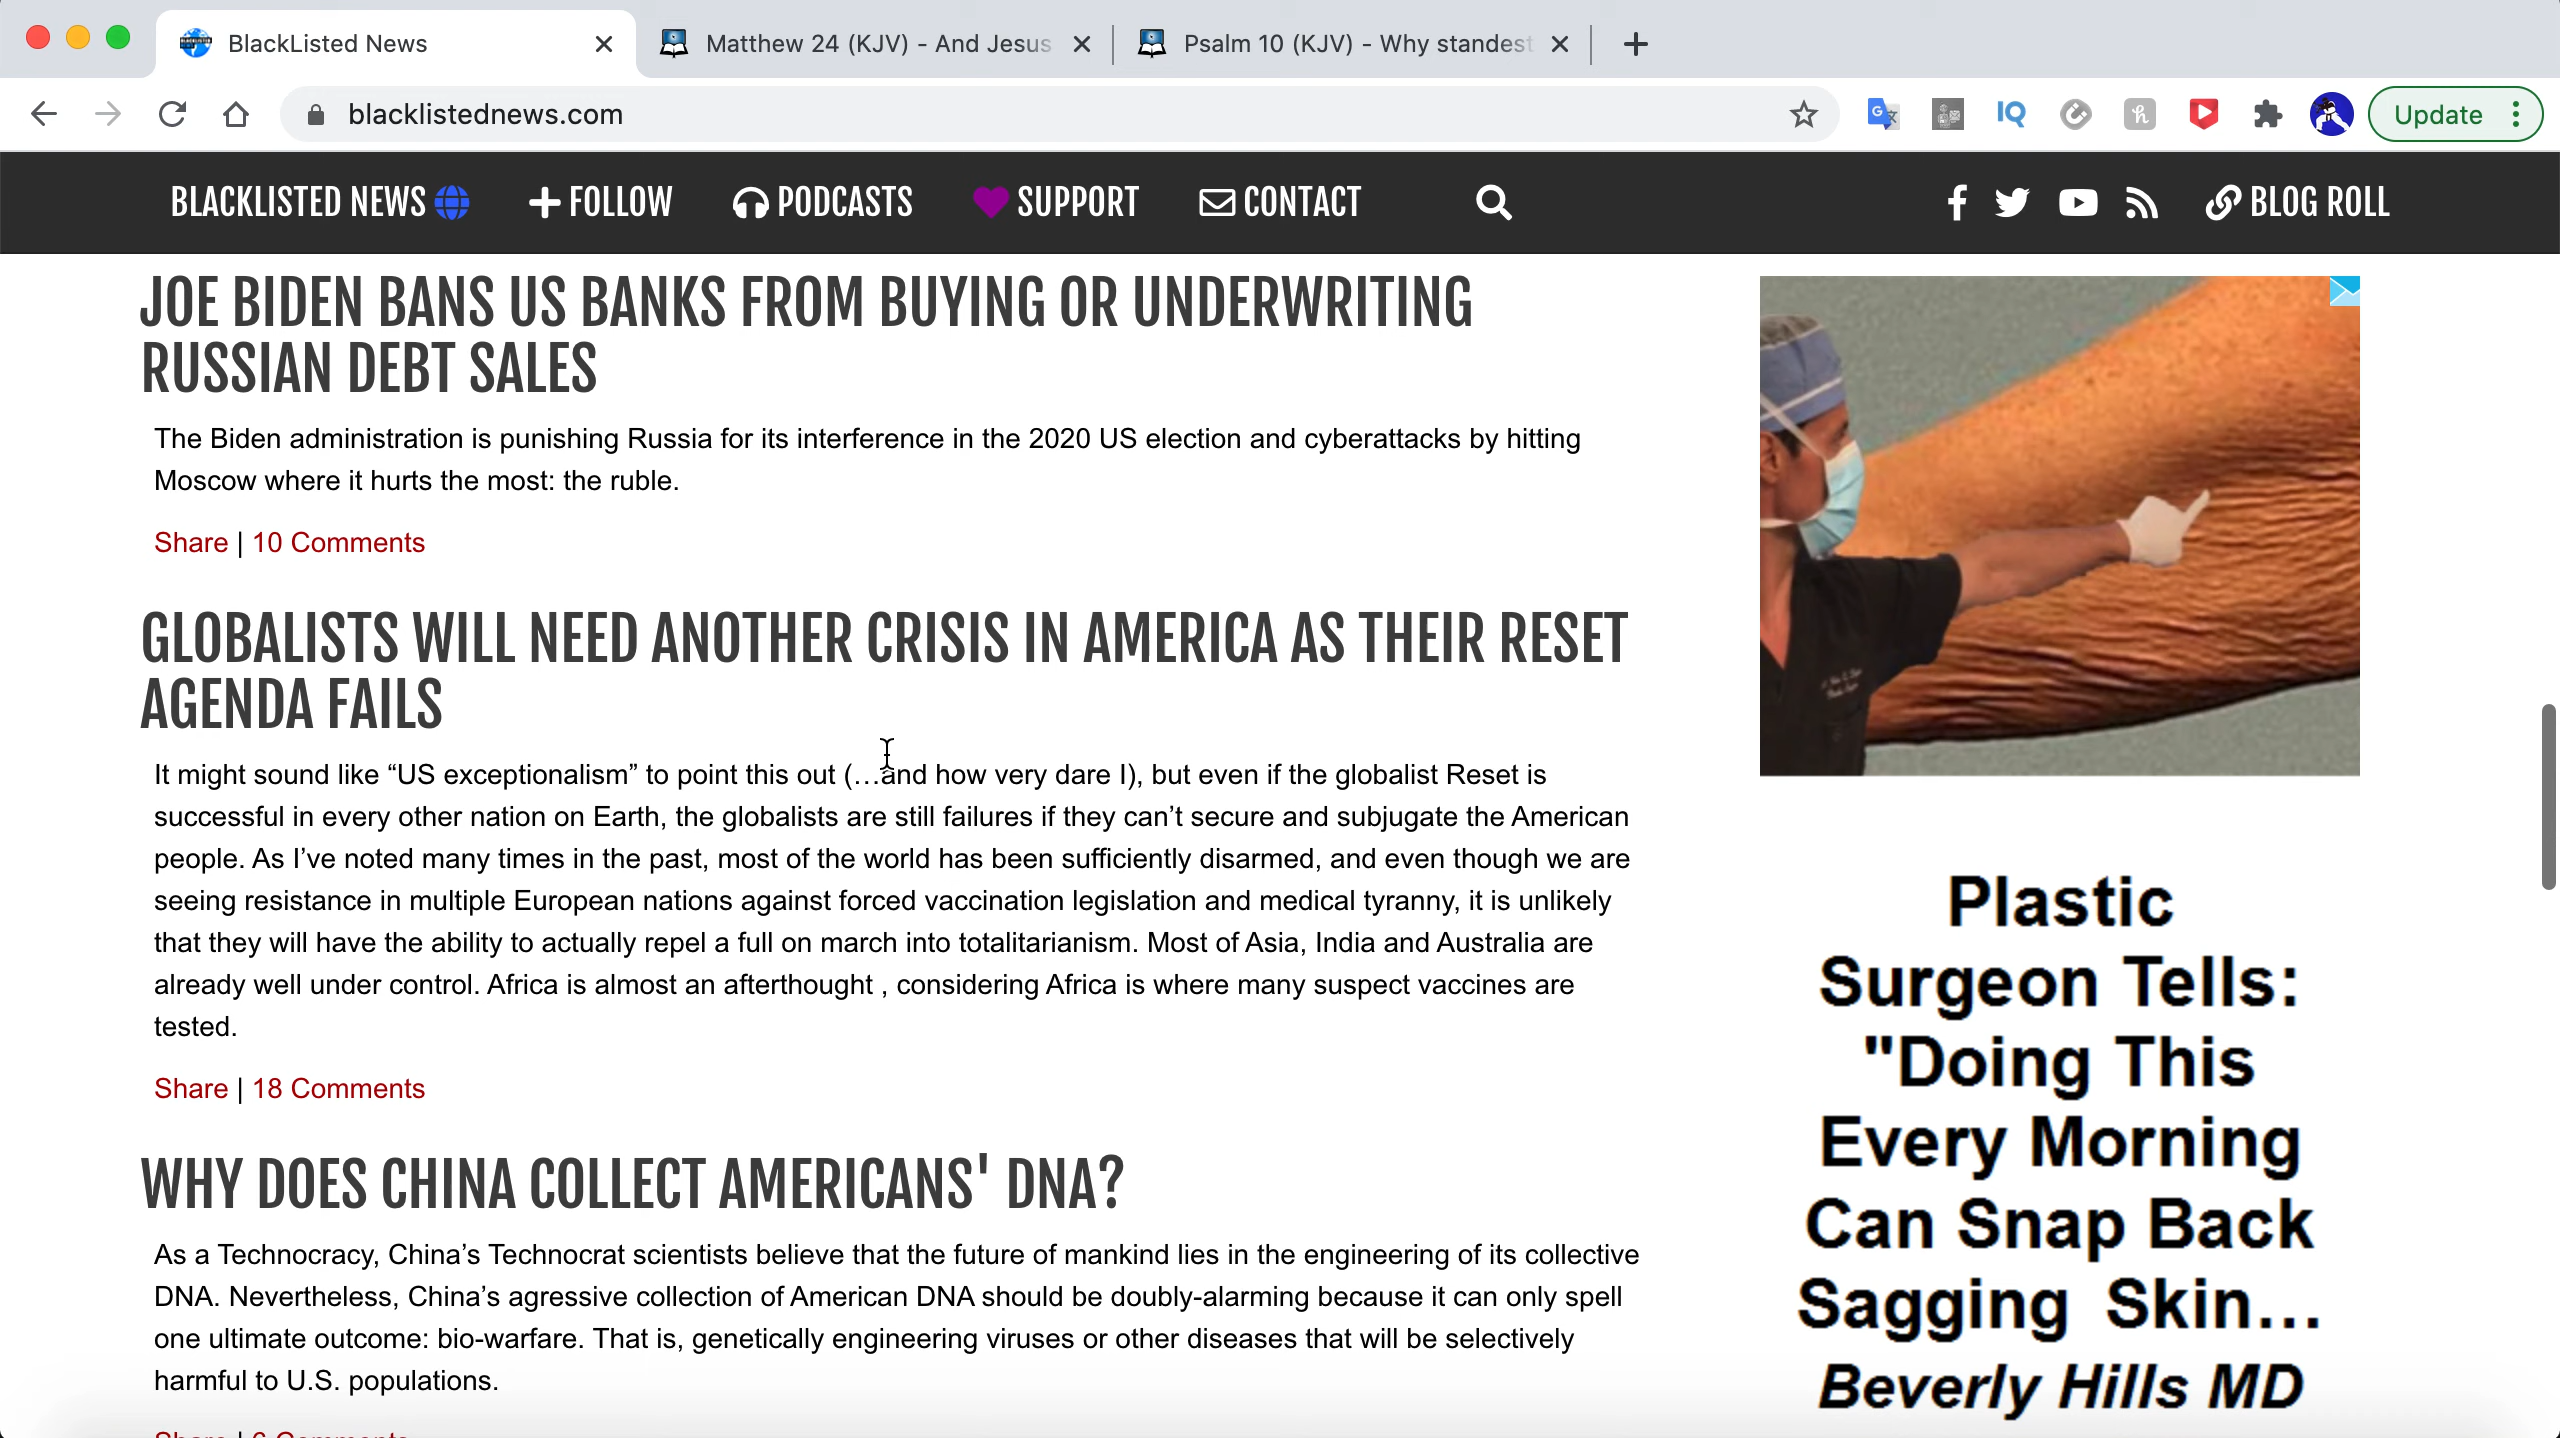 BlackListed News
Matthew 24 (KJV) - And Jesus
Psalm 10 (KJV) - Why standest
blacklistednews.com
IQ
Update
BLACKLISTED NEWS
FOLLOW
PODCASTS
SUPPORT
CONTACT
BLOG ROLL
JOE BIDEN BANS US BANKS FROM BUYING OR UNDERWRITING
RUSSIAN DEBT SALES
The Biden administration is punishing Russia for its interference in the 2020 US election and cyberattacks by hitting
Moscow where it hurts the most: the ruble.
Share | 10 Comments
GLOBALISTS WILL NEED ANOTHER CRISIS IN AMERICA AS THEIR RESET
AGENDA FAILS
It might sound like “US exceptionalism” to point this out (…and how very dare I), but even if the globalist Reset is
successful in every other nation on Earth, the globalists are still failures if they can’t secure and subjugate the American
people. As I’ve noted many times in the past, most of the world has been sufficiently disarmed, and even though we are
seeing resistance in multiple European nations against forced vaccination legislation and medical tyranny, it is unlikely
that they will have the ability to actually repel a full on march into totalitarianism. Most of Asia, India and Australia are
already well under control. Africa is almost an afterthought , considering Africa is where many suspect vaccines are
tested.
Share | 18 Comments
WHY DOES CHINA COLLECT AMERICANS' DNA?
As a Technocracy, China’s Technocrat scientists believe that the future of mankind lies in the engineering of its collective
DNA. Nevertheless, China’s agressive collection of American DNA should be doubly-alarming because it can only spell
one ultimate outcome: bio-warfare. That is, genetically engineering viruses or other diseases that will be selectively
harmful to U.S. populations.
Share | 6 Comments
Plastic
Surgeon Tells:
"Doing This
Every Morning
Can Snap Back
Sagging Skin...
Beverly Hills MD